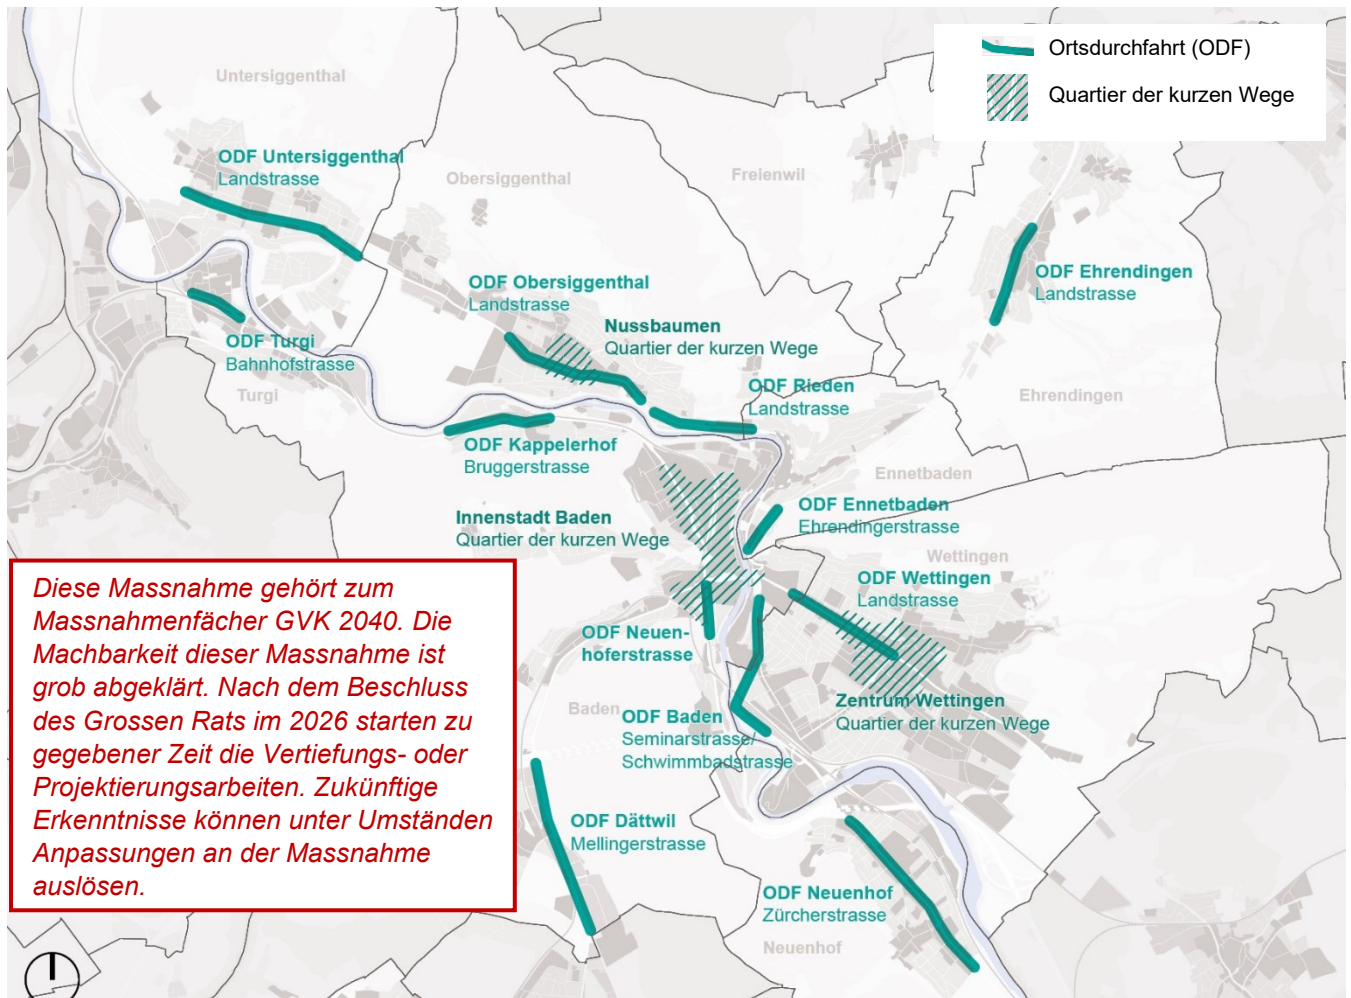 Ortsdurchfahrt (ODF)
Quartier der kurzen Wege
Untersiggenthal
ODF Untersiggenthal
Landstrasse
Obersiggenthal
Freienwil
ODF Ehrendingen
Landstrasse
ODF Obersiggenthal
Landstrasse
Nussbaumen
Quartier der kurzen Wege
ODF Turgi
Bahnhofstrasse
Turgi
ODF Rieden
Landstrasse
Ehrendingen
ODF Kappelerhof
Bruggerstrasse
Ennetbaden
Innenstadt Baden
Quartier der kurzen Wege
ODF Ennetbaden
Ehrendingerstrasse
Wettingen
ODF Wettingen
Landstrasse
Diese Massnahme gehört zum
Massnahmenfächer GVK 2040. Die
Machbarkeit dieser Massnahme ist
grob abgeklärt. Nach dem Beschluss
des Grossen Rats im 2026 starten zu
gegebener Zeit die Vertiefungs- oder
Projektierungsarbeiten. Zukünftige
Erkenntnisse können unter Umständen
Anpassungen an der Massnahme
auslösen.
ODF Neuen-
hoferstrasse
Baden
ODF Baden
Seminarstrasse/
Schwimmbadstrasse
Zentrum Wettingen
Quartier der kurzen Wege
ODF Dättwil
Mellingerstrasse
ODF Neuenhof
Zürcherstrasse
Neuenhof